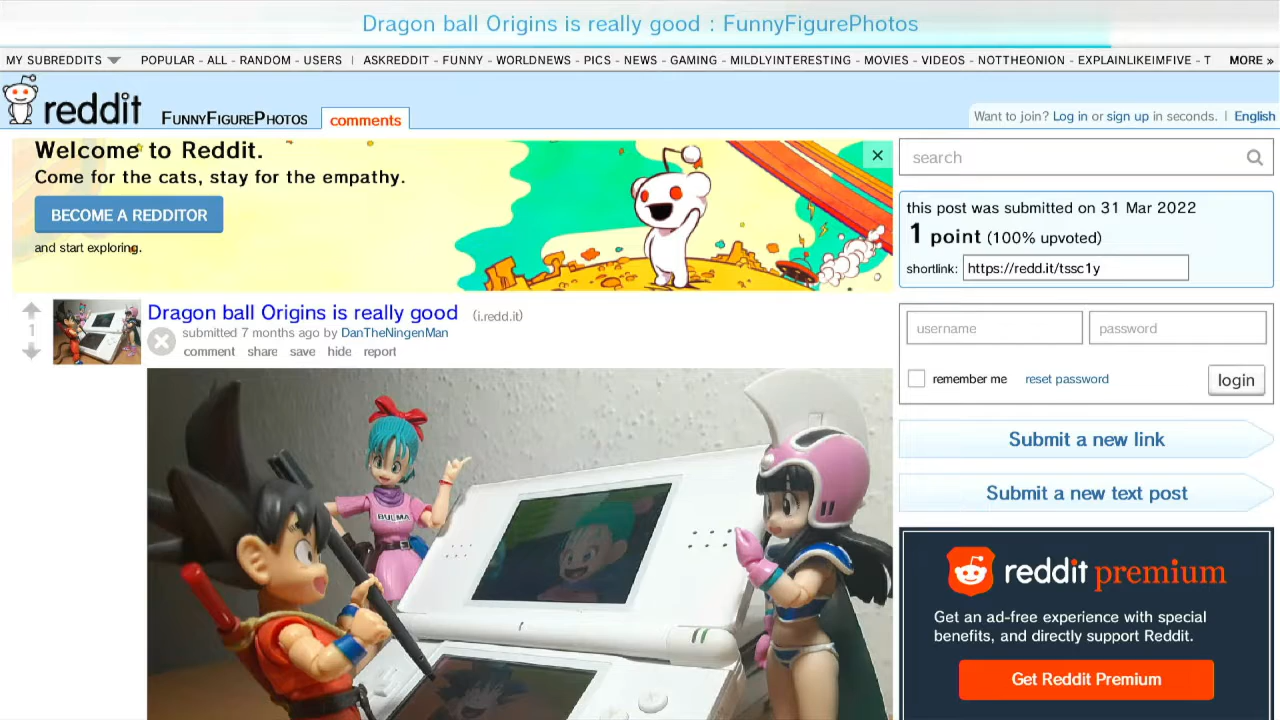 Dragon ball Origins is really good : FunnyFigurePhotos
MY SUBREDDITS POPULAR - ALL - RANDOM - USERS | ASKREDDIT - FUNNY - WORLDNEWS - PICS - NEWS - GAMING - MILDLYINTERESTING - MOVIES - VIDEOS - NOTTHEONION - EXPLAINLIKEIMFIVE - T MORE »
reddit FUNNYFIGUREPHOTOS comments
Want to join? Log in or sign up in seconds. | English
Welcome to Reddit.
Come for the cats, stay for the empathy.
BECOME A REDDITOR
and start exploring.
search
this post was submitted on 31 Mar 2022
1 point (100% upvoted)
shortlink: https://redd.it/tssc1y
1
Dragon ball Origins is really good (i.redd.it)
submitted 7 months ago by DanTheNingenMan
comment share save hide report
username password
remember me reset password login
Submit a new link
Submit a new text post
BULMA
reddit premium
Get an ad-free experience with special
benefits, and directly support Reddit.
Get Reddit Premium